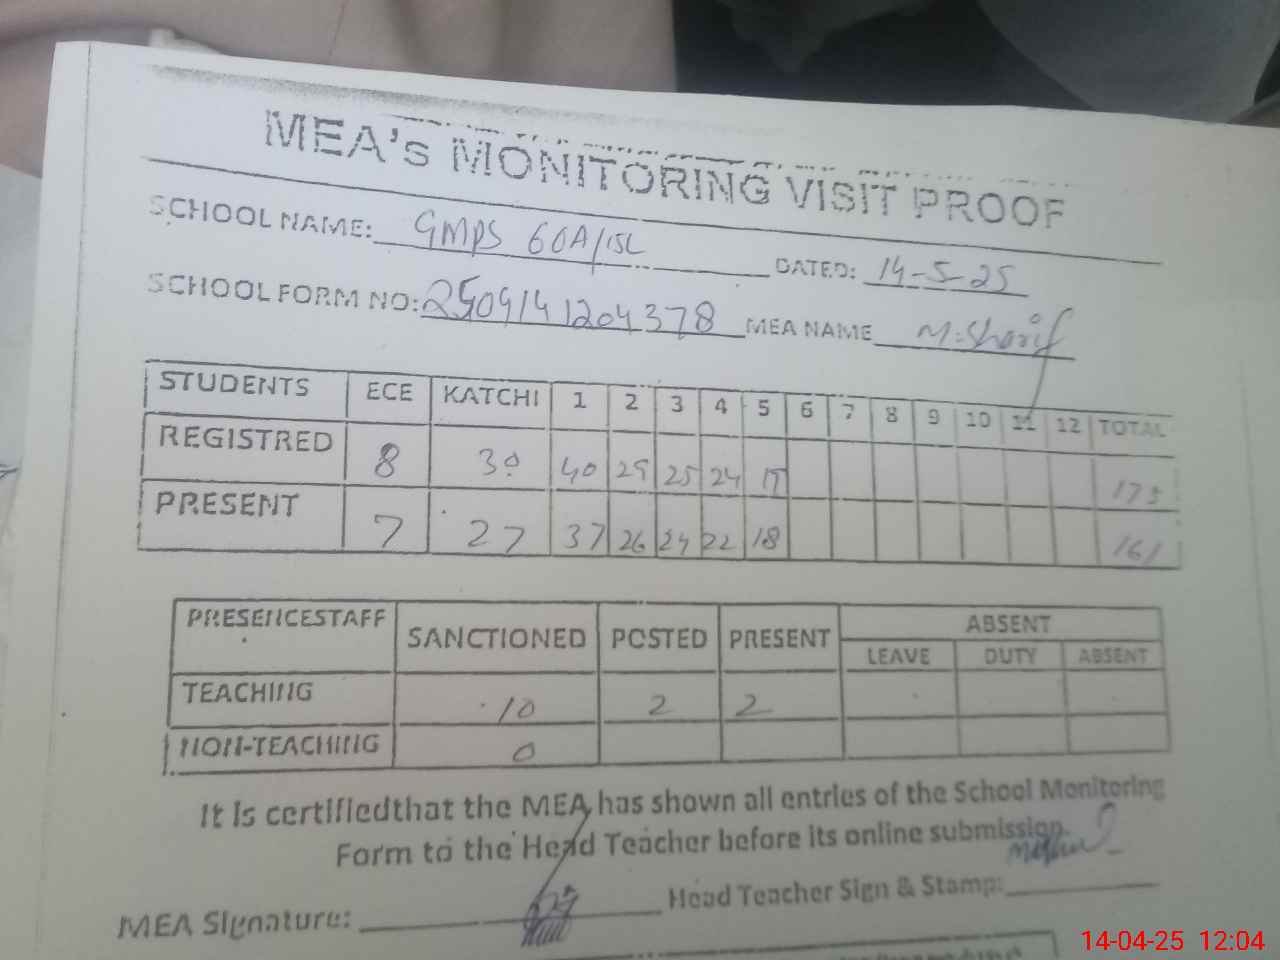 MEA's MONITORING VISIT PROOF
SCHOOL NAME: GMPS 60A/15L DATED: 14-5-25
SCHOOL FORM NO: 2509141204378 MEA NAME M. Sharif
STUDENTS ECE KATCHI 1 2 3 4 5 6 7 8 9 10 11 12 TOTAL
REGISTRED 8 30 40 29 25 24 175
PRESENT 7 27 37 26 24 22 18 161
PRESENCESTAFF SANCTIONED POSTED PRESENT ABSENT
LEAVE DUTY ABSENT
TEACHING 10 2 2
NON-TEACHING 0
It is certifiedthat the MEA has shown all entries of the School Monitoring
Form to the Head Teacher before its online submission.
MEA Signature: Head Teacher Sign & Stamp:
14-04-25 12:04